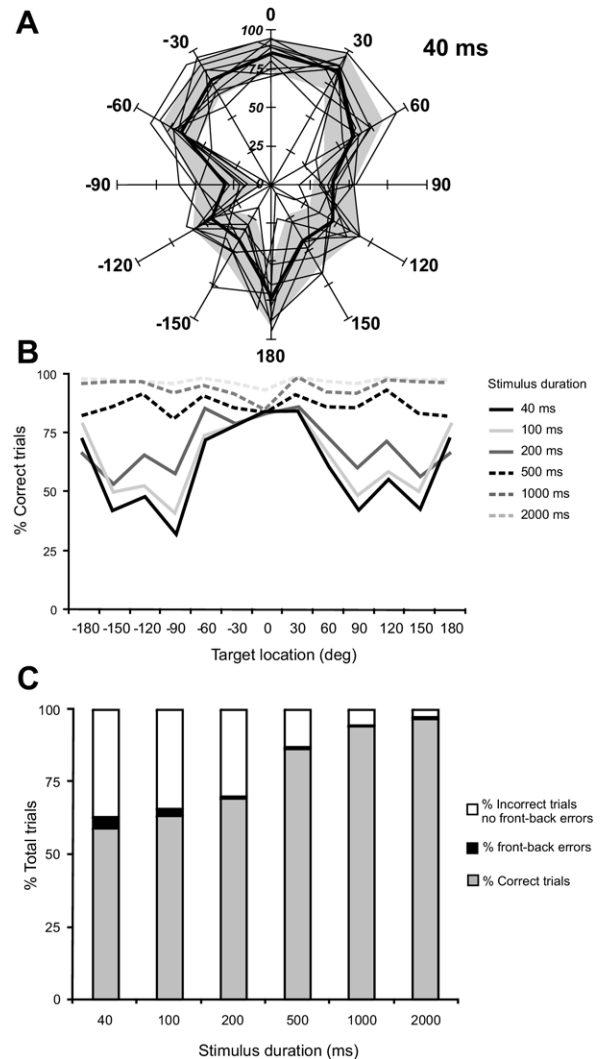 A
40 ms
0
-30
30
100
75
50
25
0
-60
60
-90
90
-120
120
-150
150
180
B
% Correct trials
100
75
50
25
0
-180 -150 -120 -90 -60 -30 0 30 60 90 120 150 180
Target location (deg)
Stimulus duration
40 ms
100 ms
200 ms
500 ms
1000 ms
2000 ms
C
% Total trials
100
75
50
25
0
40 100 200 500 1000 2000
Stimulus duration (ms)
% Incorrect trials
no front-back errors
% front-back errors
% Correct trials